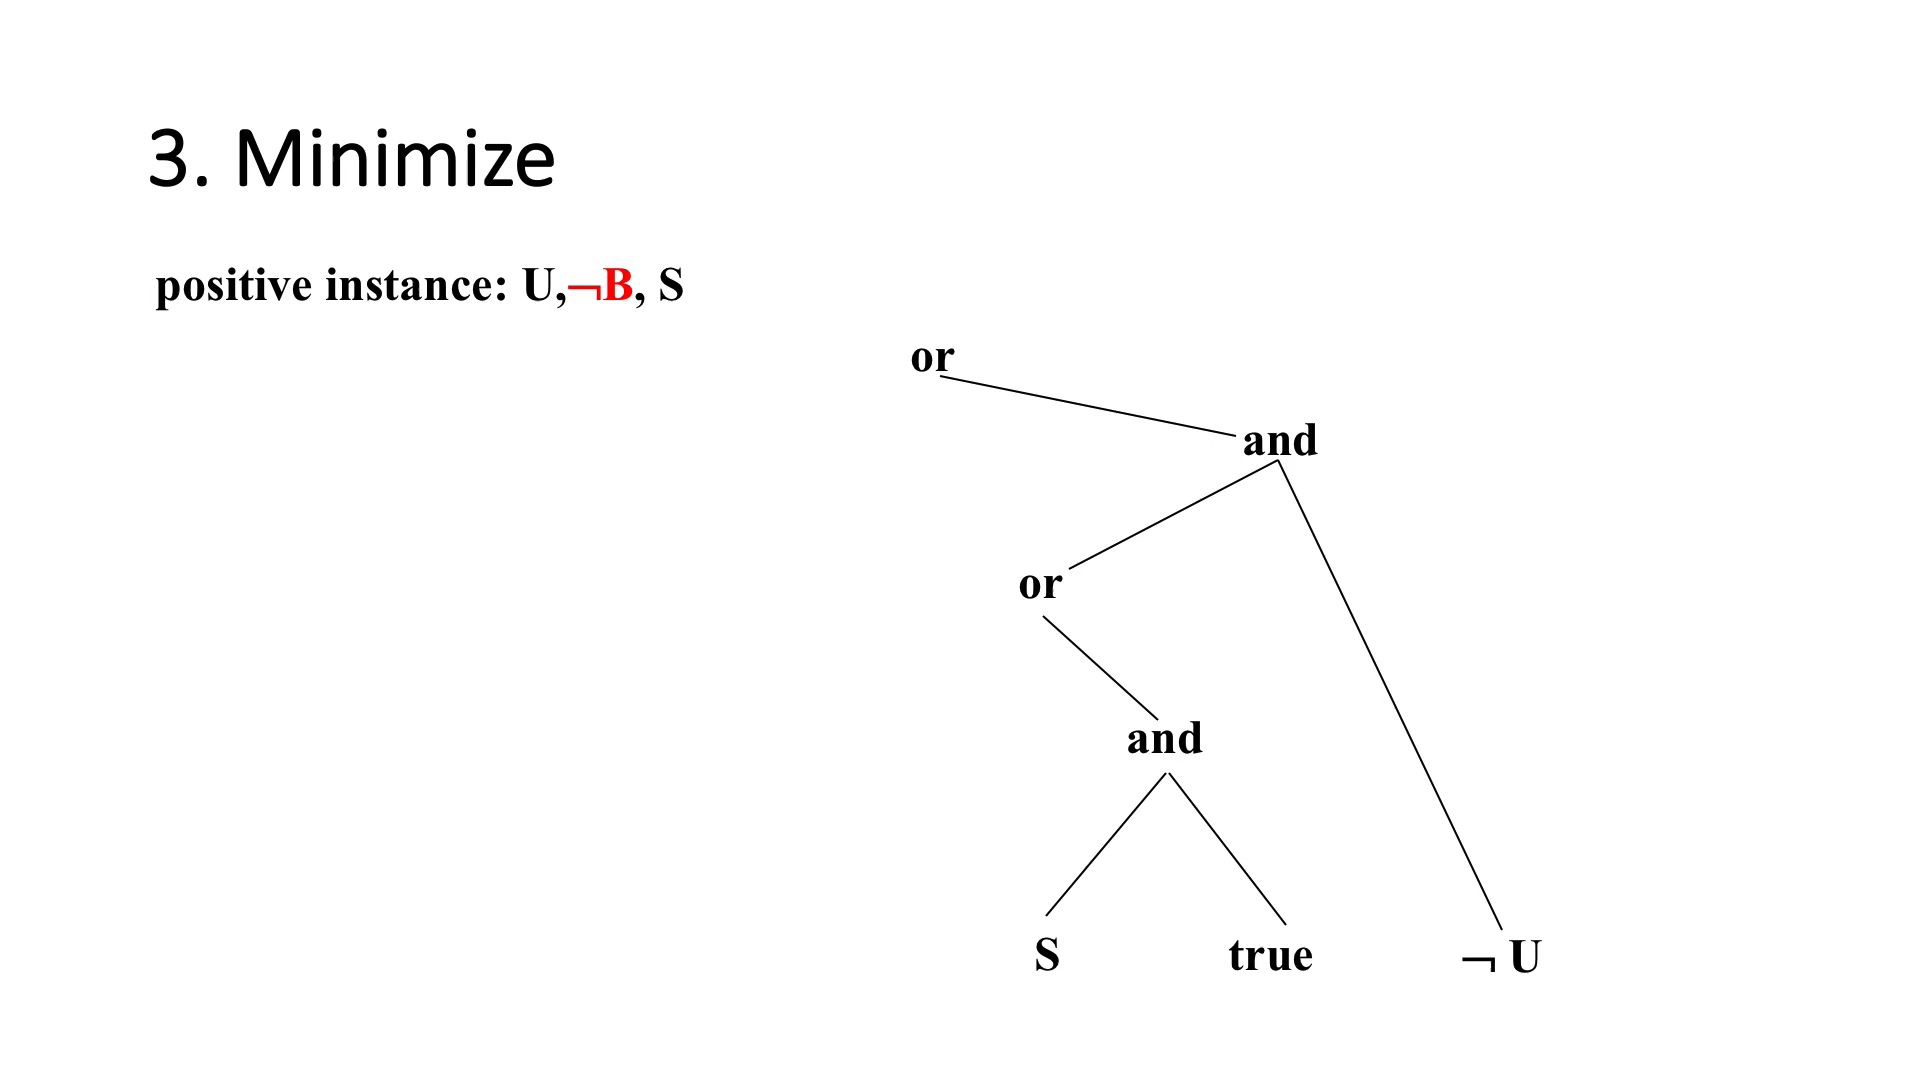 3. Minimize
positive instance: U,¬B, S
or
and
or
and
S
true
¬ U